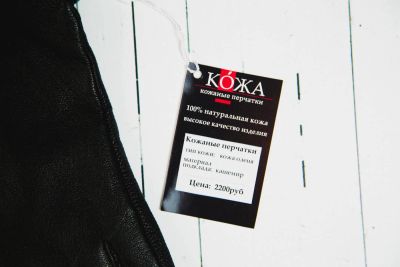 КОЖА
кожаные перчатки
100% натуральная кожа
высокое качество изделия
Кожаные перчатки
тип кожи: кожа оленя
материал
подклада: кашемир
Цена: 2200руб